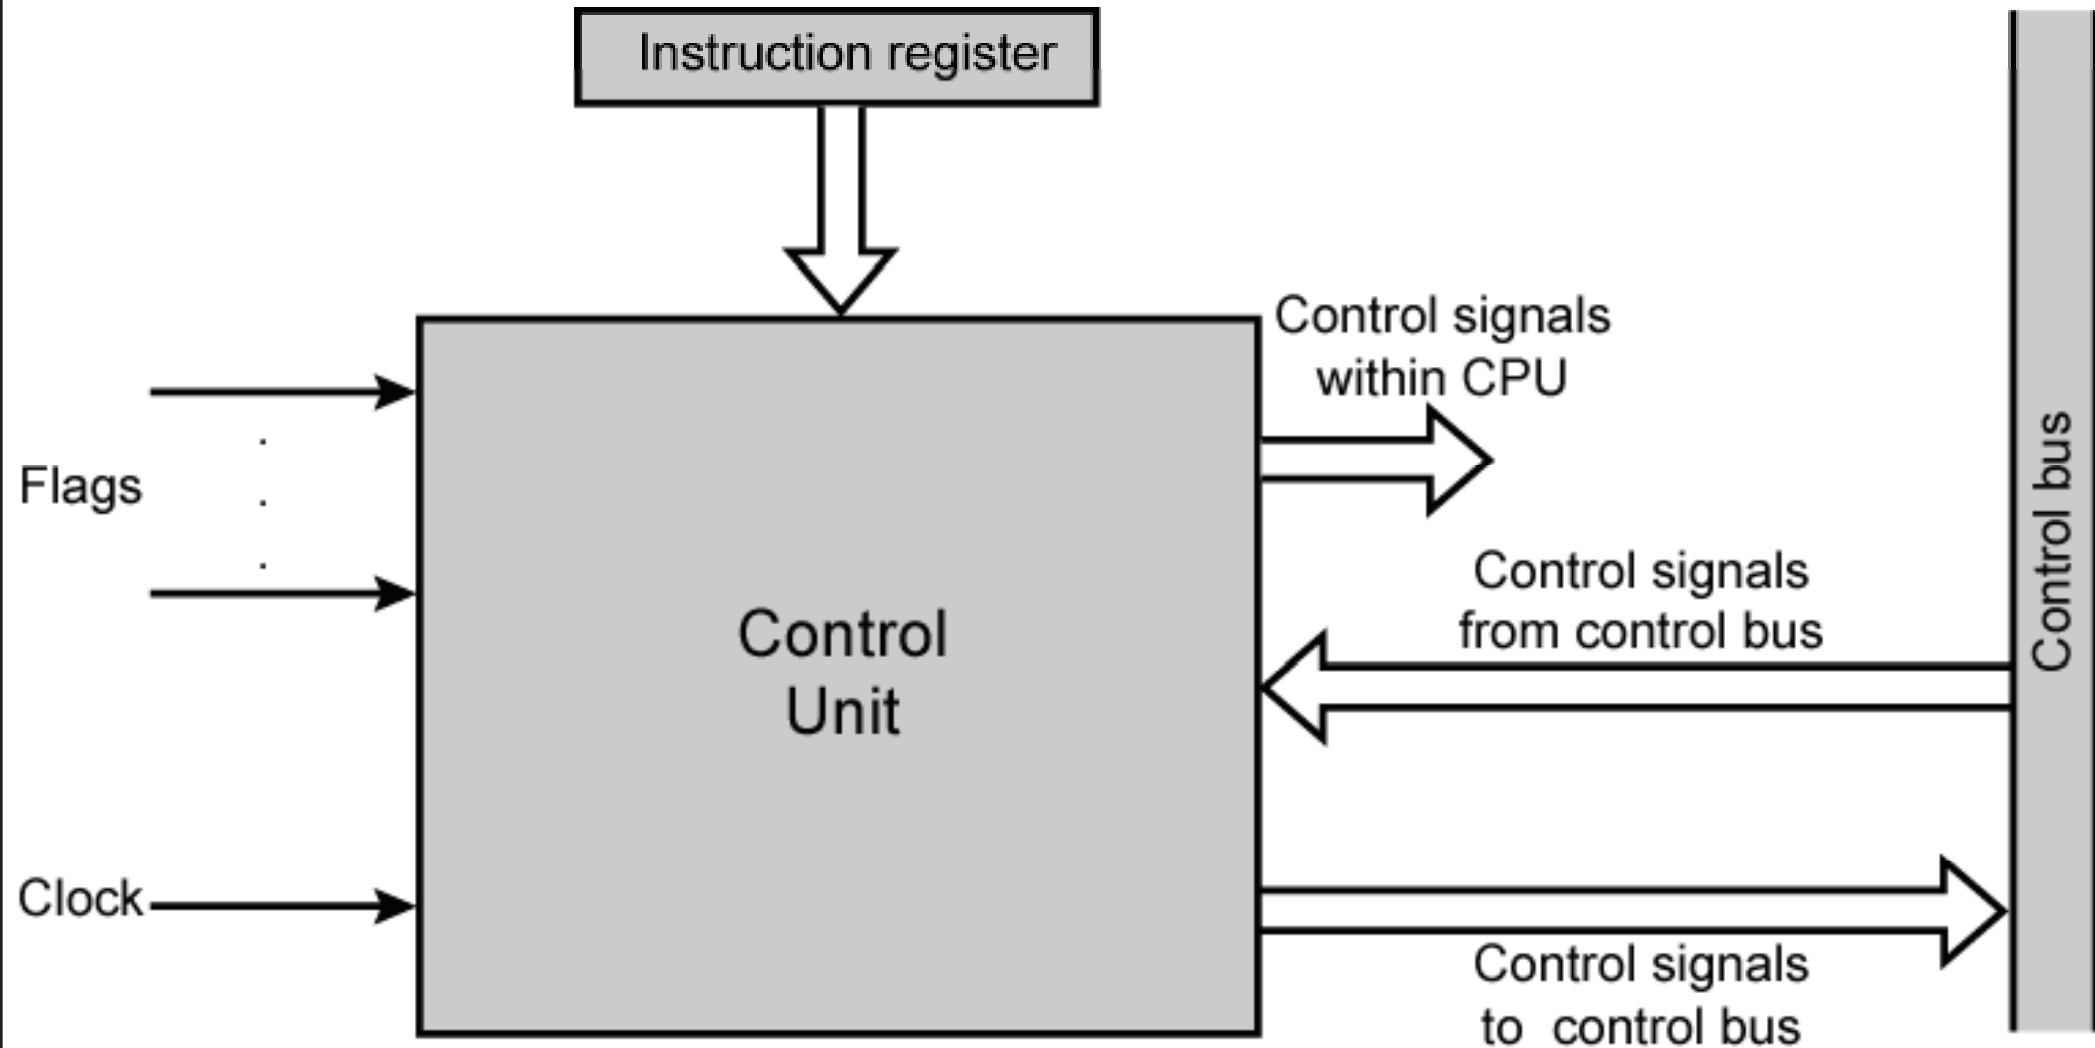 Instruction register
Control signals
within CPU
Flags
Control signals
from control bus
Control
Unit
Control bus
Clock
Control signals
to control bus